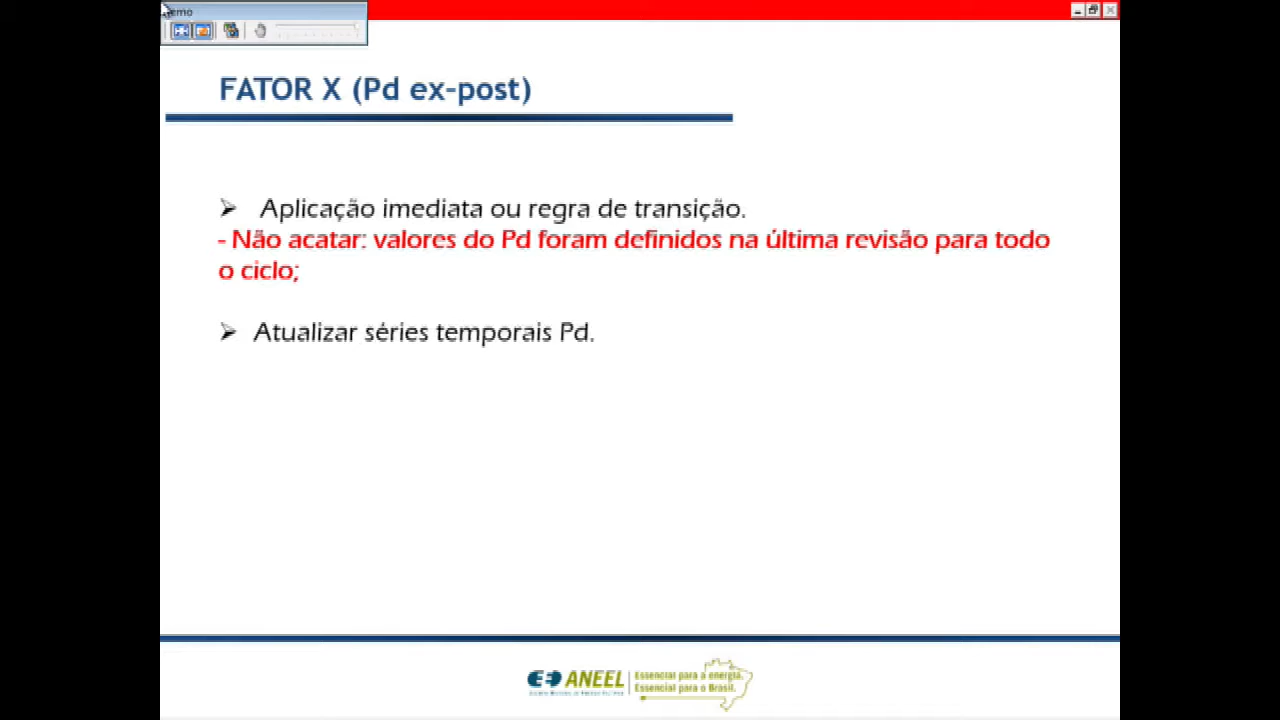 emo
FATOR X (Pd ex-post)
➢ Aplicação imediata ou regra de transição.
- Não acatar: valores do Pd foram definidos na última revisão para todo
o ciclo;
➢ Atualizar séries temporais Pd.
ANEEL
Essencial para a energia.
Essencial para o Brasil.